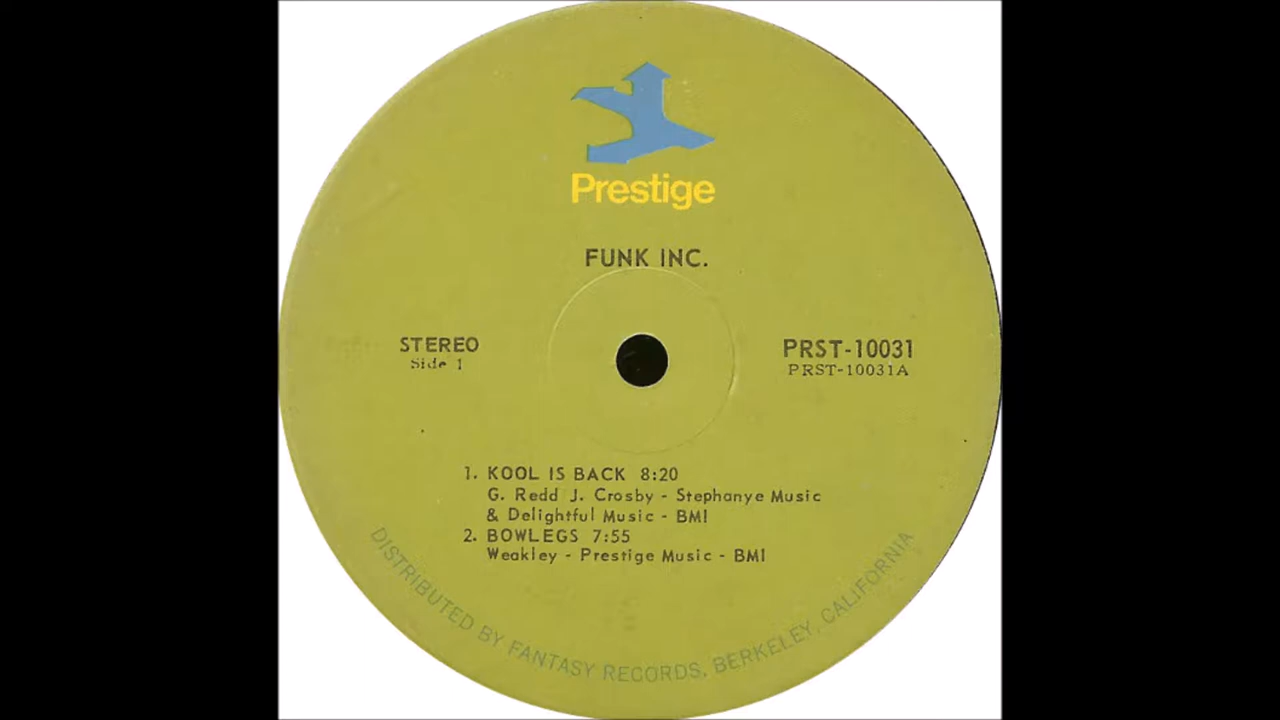 Prestige
FUNK INC.
STEREO
Side 1
PRST-10031
PRST-10031A
1. KOOL IS BACK 8:20
G. Redd J. Crosby - Stephanye Music
& Delightful Music - BMI
2. BOWLEGS 7:55
Weakley - Prestige Music - BMI
DISTRIBUTED BY FANTASY RECORDS, BERKELEY, CALIFORNIA